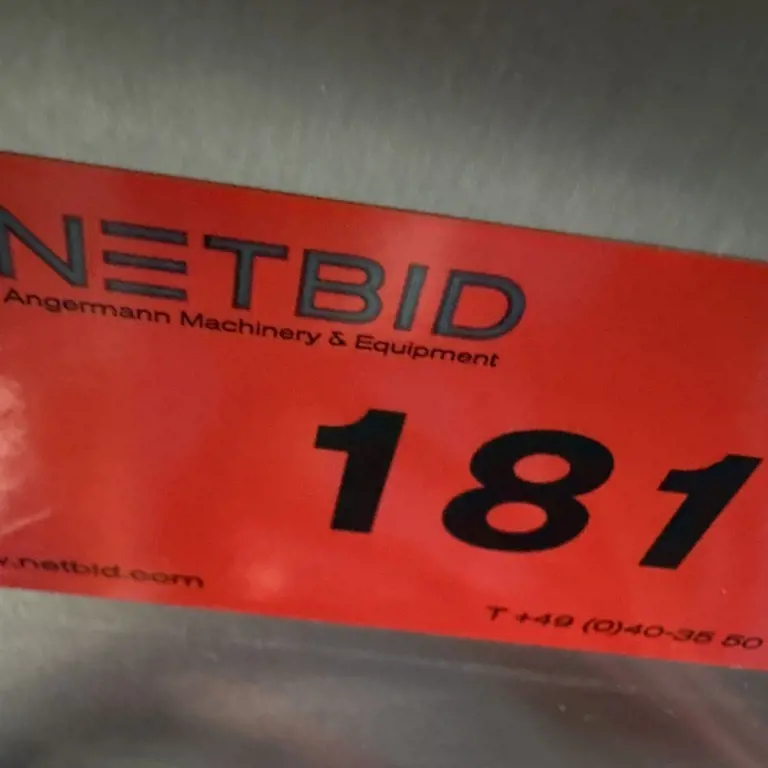 NETBID
Angermann Machinery & Equipment
181
w.netbid.com
T +49 (0)40-35 50